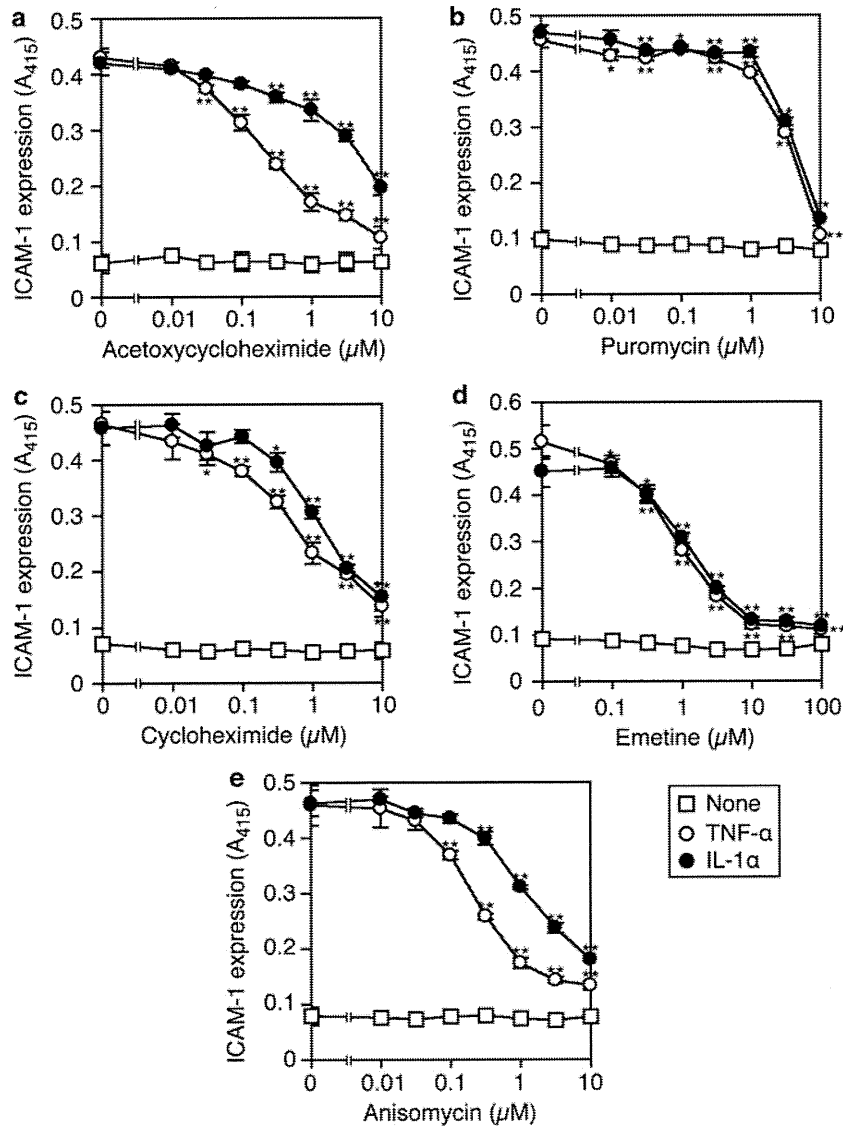 a
ICAM-1 expression (A415)
0.5
0.4
0.3
0.2
0.1
0
0 0.01 0.1 1 10
Acetoxycycloheximide (µM)
** ** ** ** ** **
** ** ** **
b
ICAM-1 expression (A415)
0.5
0.4
0.3
0.2
0.1
0
0 0.01 0.1 1 10
Puromycin (µM)
c
ICAM-1 expression (A415)
0.5
0.4
0.3
0.2
0.1
0
0 0.01 0.1 1 10
Cycloheximide (µM)
d
ICAM-1 expression (A415)
0.6
0.5
0.4
0.3
0.2
0.1
0
0 0.1 1 10 100
Emetine (µM)
e
ICAM-1 expression (A415)
0.5
0.4
0.3
0.2
0.1
0
0 0.01 0.1 1 10
Anisomycin (µM)
None
TNF-α
IL-1α